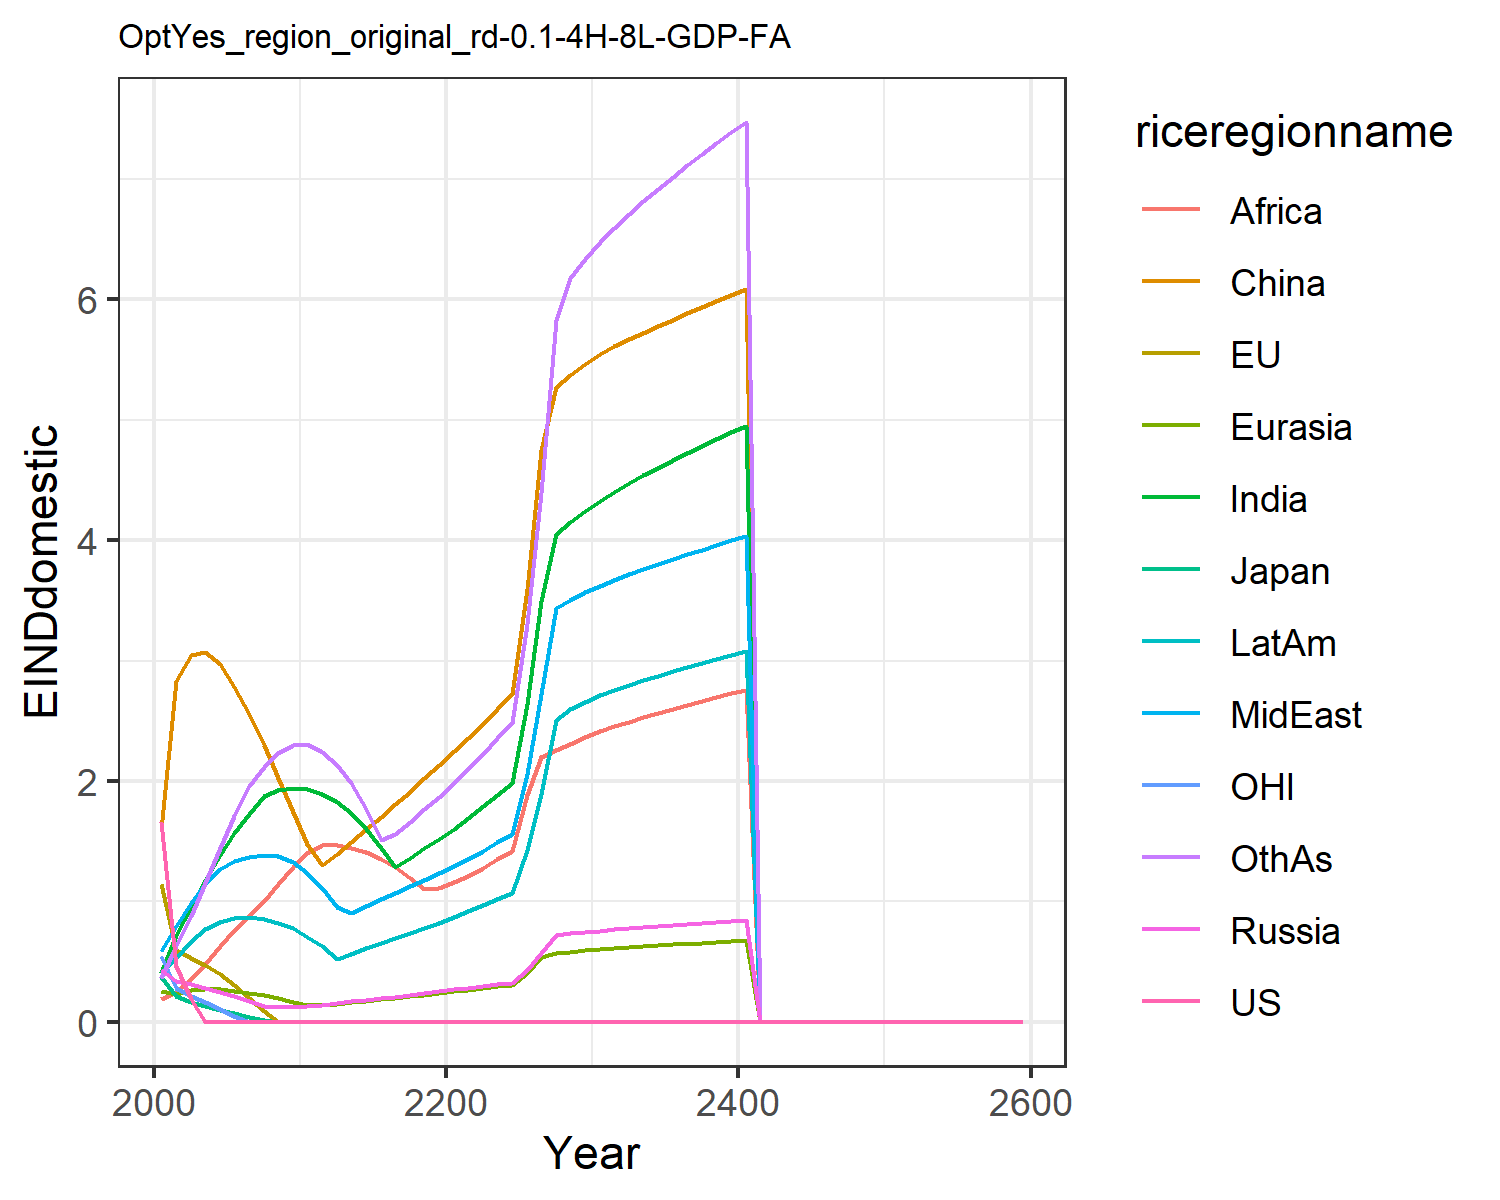 OptYes_region_original_rd-0.1-4H-8L-GDP-FA
EINDdomestic
6
4
2
0
2000 2200 2400 2600
Year
riceregionname
Africa
China
EU
Eurasia
India
Japan
LatAm
MidEast
OHI
OthAs
Russia
US